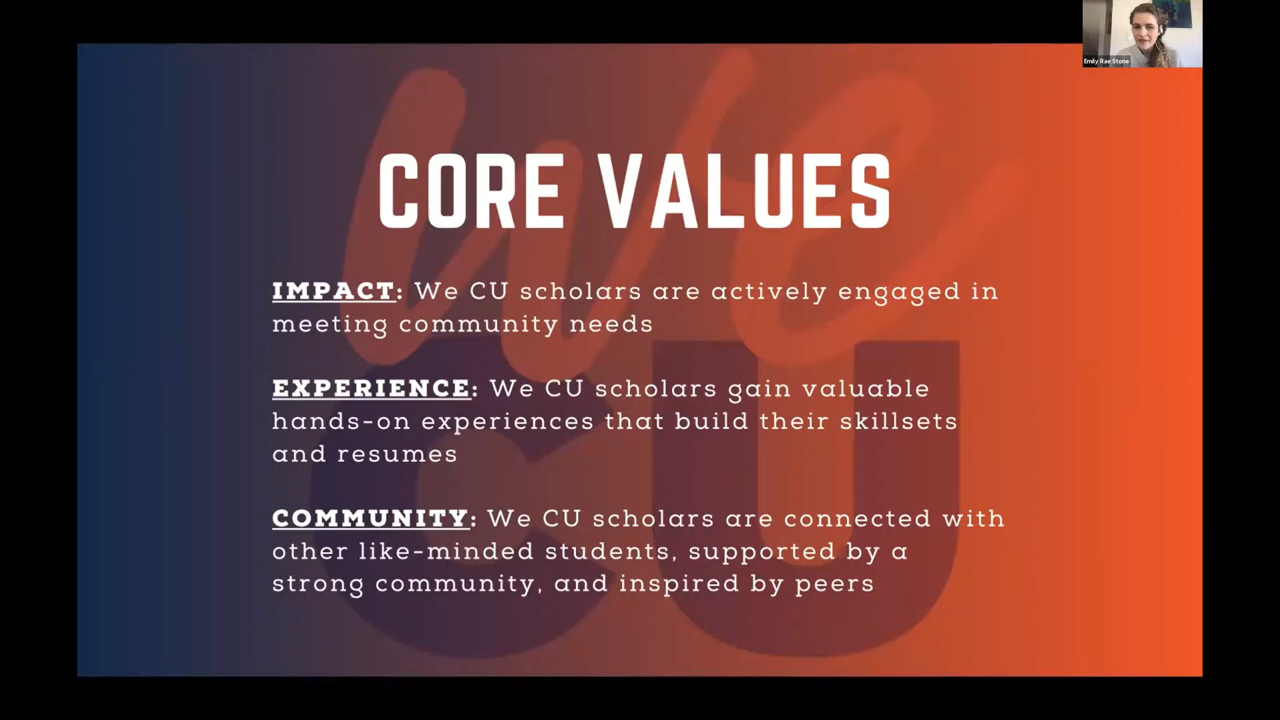 Emily Rae Stone
we
CU
CORE VALUES
IMPACT: We CU scholars are actively engaged in
meeting community needs
EXPERIENCE: We CU scholars gain valuable
hands-on experiences that build their skillsets
and resumes
COMMUNITY: We CU scholars are connected with
other like-minded students, supported by a
strong community, and inspired by peers